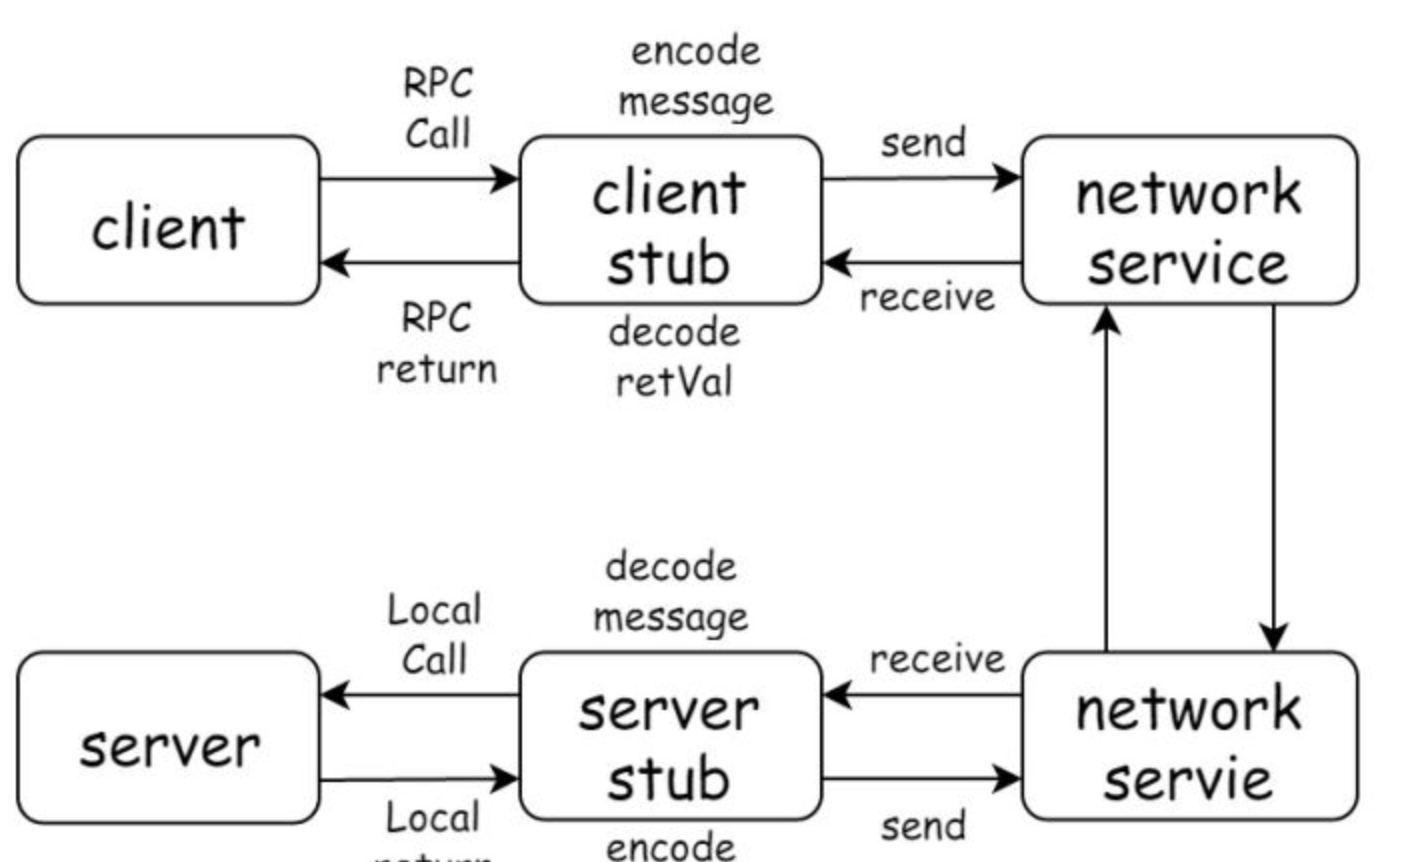 encode
message
RPC
Call
send
client
client
stub
network
service
receive
RPC
return
decode
retVal
decode
message
Local
Call
receive
server
server
stub
network
servie
Local
return
encode
send